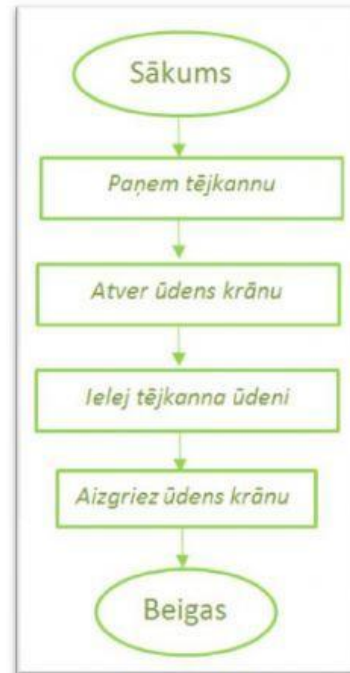 Sākums
Paņem tējkannu
Atver ūdens krānu
Ielej tējkanna ūdeni
Aizgriez ūdens krānu
Beigas